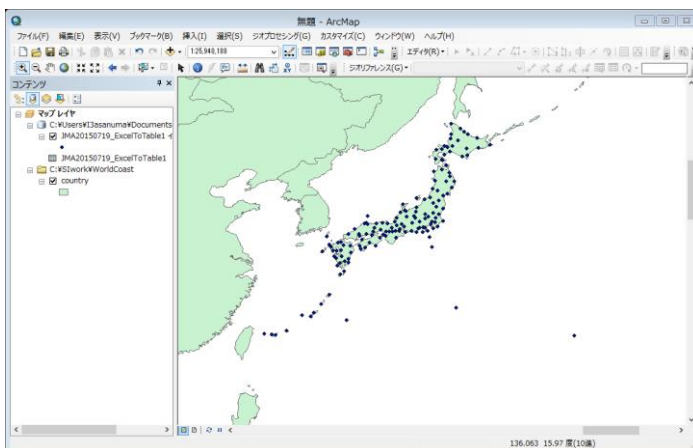 無題 - ArcMap
ファイル(F) 編集(E) 表示(V) ブックマーク(B) 挿入(I) 選択(S) ジオプロセシング(G) カスタマイズ(C) ウィンドウ(W) ヘルプ(H)
1:25,940,188 エディタ(R)
ジオリファレンス(G)
コンテンツ
マップ レイヤ
C:¥Users¥I3asanuma¥Documents
JMA20150719_ExcelToTable1
JMA20150719_ExcelToTable1
C:¥SIwork¥WorldCoast
country
136.063 15.97 度(10進)